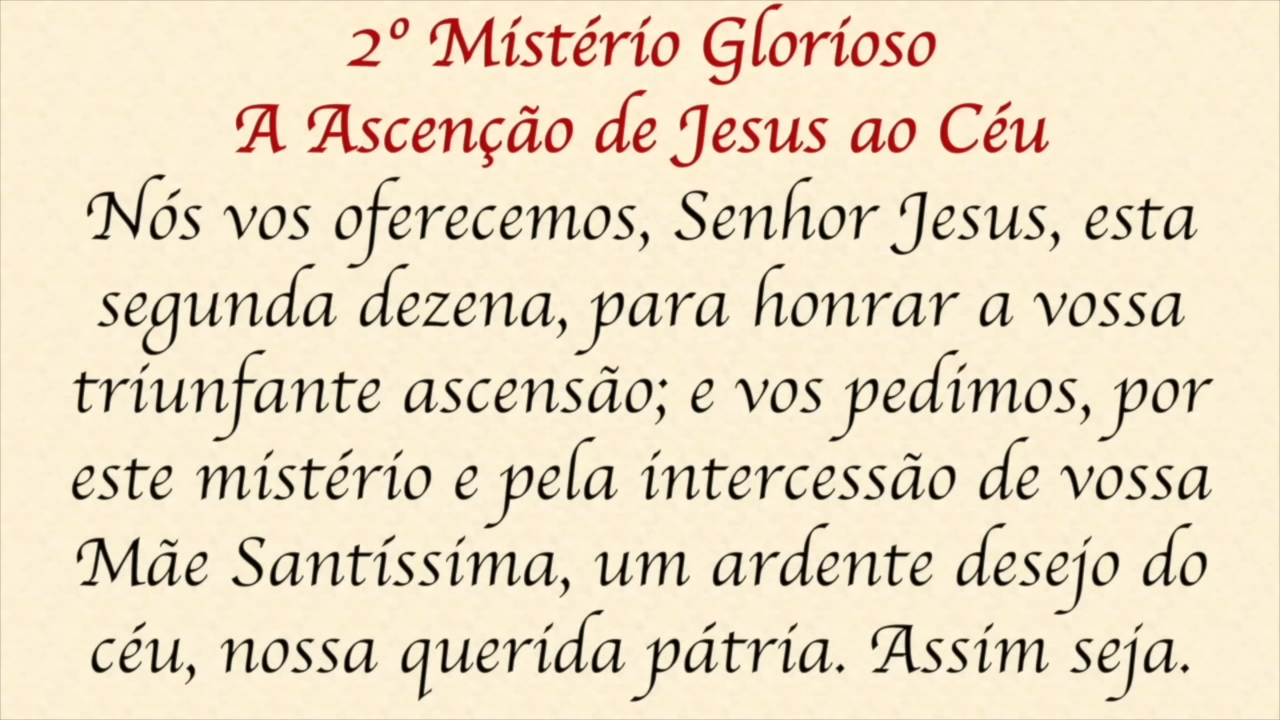 2º Mistério Glorioso
A Ascenção de Jesus ao Céu
Nós vos oferecemos, Senhor Jesus, esta
segunda dezena, para honrar a vossa
triunfante ascensão; e vos pedimos, por
este mistério e pela intercessão de vossa
Mãe Santíssima, um ardente desejo do
céu, nossa querida pátria. Assim seja.